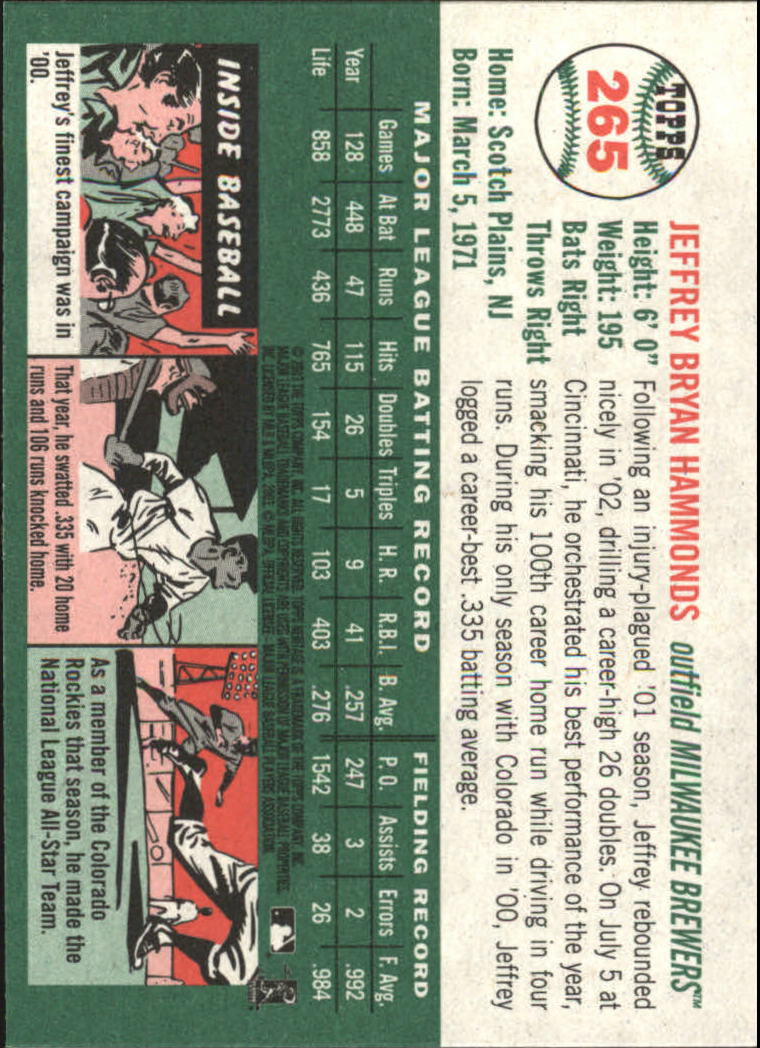 TOPPS
265
JEFFREY BRYAN HAMMONDS outfield MILWAUKEE BREWERS™
Height: 6' 0"
Weight: 195
Bats Right
Throws Right
Home: Scotch Plains, NJ
Born: March 5, 1971
Following an injury-plagued '01 season, Jeffrey rebounded
nicely in '02, drilling a career-high 26 doubles. On July 5 at
Cincinnati, he orchestrated his best performance of the year,
smacking his 100th career home run while driving in four
runs. During his only season with Colorado in '00, Jeffrey
logged a career-best .335 batting average.
MAJOR LEAGUE BATTING RECORD FIELDING RECORD
Games At Bat Runs Hits Doubles Triples H. R. R.B.I. B. Avg. P. O. Assists Errors F. Avg.
Year 128 448 47 115 26 5 9 41 .257 247 3 2 .992
Life 858 2773 436 765 154 17 103 403 .276 1542 38 26 .984
INSIDE BASEBALL
Jeffrey's finest campaign was in
'00.
That year, he swatted .335 with 20 home
runs and 106 runs knocked home.
As a member of the Colorado
Rockies that season, he made the
National League All-Star Team.